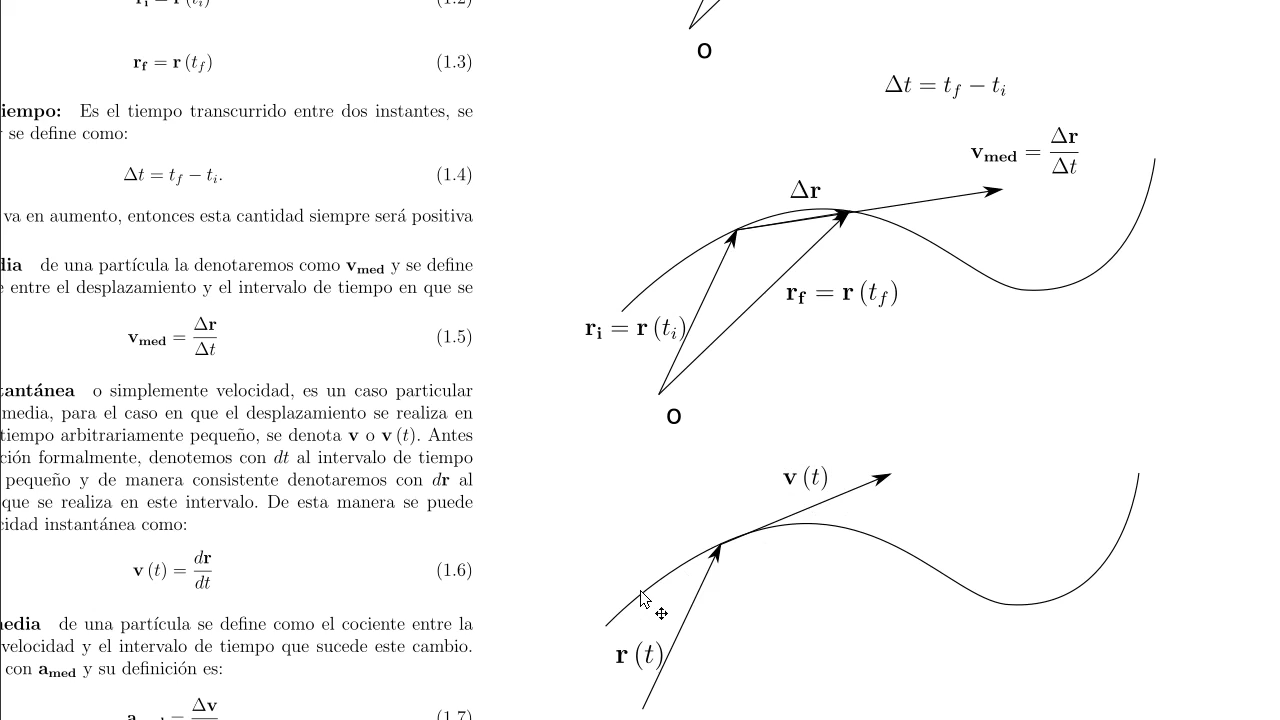 r_i = r (t_i) (1.2)
r_f = r (t_f) (1.3)
iempo: Es el tiempo transcurrido entre dos instantes, se
se define como:
Δt = t_f − t_i. (1.4)
va en aumento, entonces esta cantidad siempre será positiva
dia de una partícula la denotaremos como v_med y se define
e entre el desplazamiento y el intervalo de tiempo en que se
v_med = Δr/Δt (1.5)
tantánea o simplemente velocidad, es un caso particular
media, para el caso en que el desplazamiento se realiza en
tiempo arbitrariamente pequeño, se denota v o v (t). Antes
ción formalmente, denotemos con dt al intervalo de tiempo
pequeño y de manera consistente denotaremos con dr al
que se realiza en este intervalo. De esta manera se puede
cidad instantánea como:
v (t) = dr/dt (1.6)
media de una partícula se define como el cociente entre la
velocidad y el intervalo de tiempo que sucede este cambio.
con a_med y su definición es:
Δv (1.7)
O
Δt = t_f − t_i
v_med = Δr/Δt
Δr
r_f = r (t_f)
r_i = r (t_i)
O
v (t)
r (t)